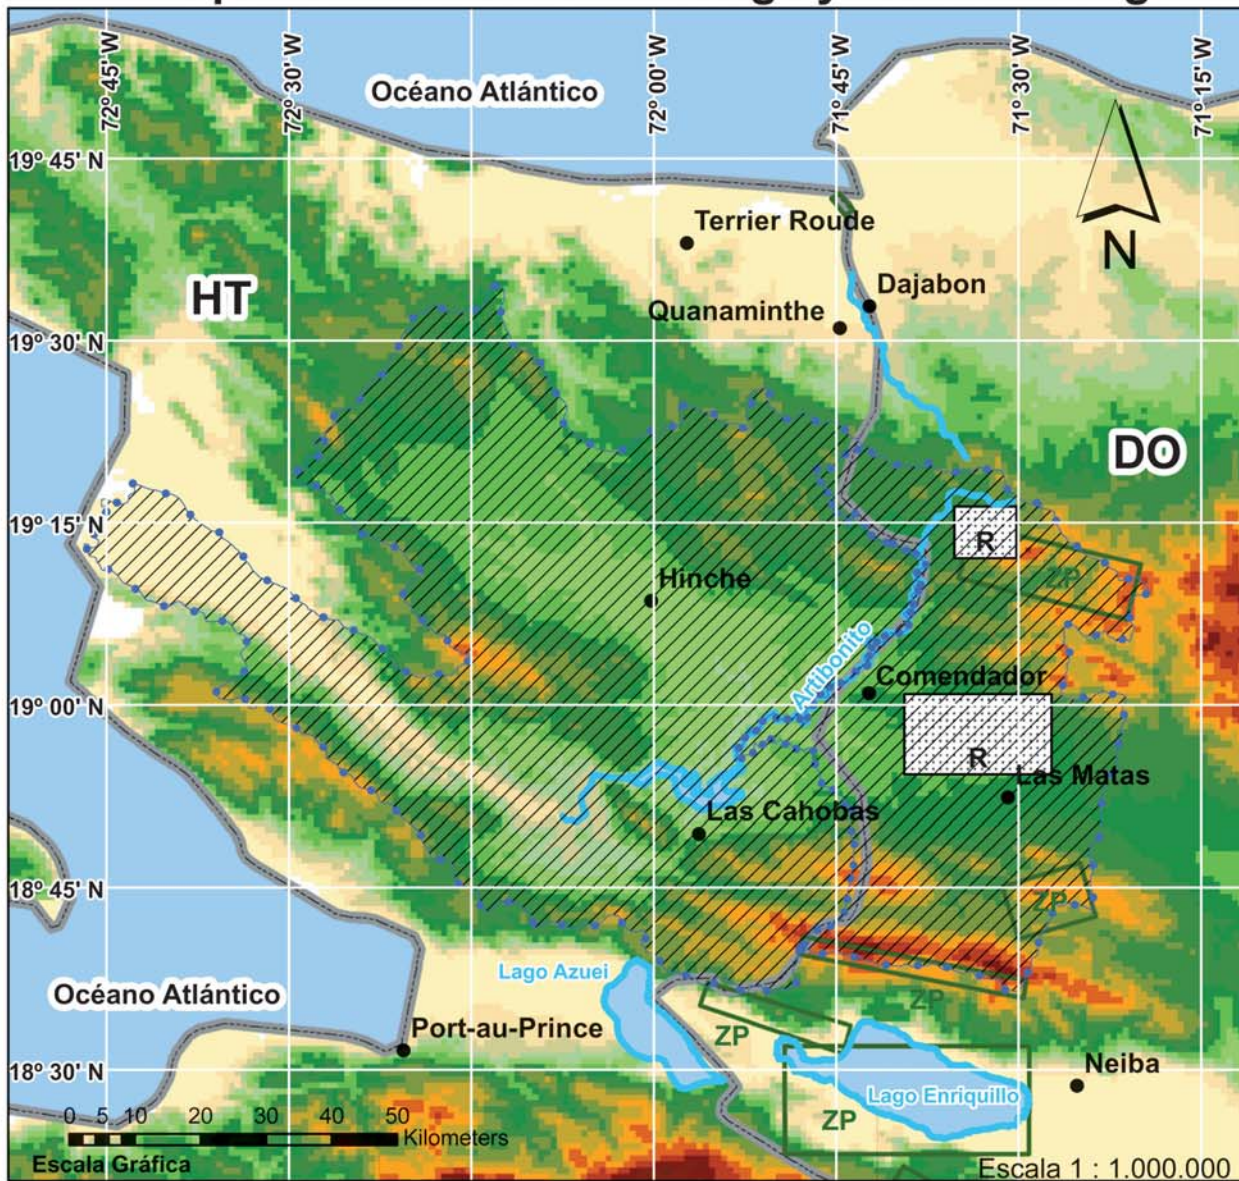 72° 45' W
72° 30' W
72° 00' W
71° 45' W
71° 30' W
71° 15' W
Océano Atlántico
19° 45' N
N
Terrier Roude
HT
Dajabon
Quanaminthe
19° 30' N
DO
19° 15' N
R
ZP
Hinche
Artibonito
Comendador
19° 00' N
R
Las Matas
Las Cahobas
18° 45' N
ZP
Lago Azuei
Océano Atlántico
ZP
Port-au-Prince
ZP
18° 30' N
Neiba
Lago Enriquillo
0 5 10 20 30 40 50
ZP
Kilometers
Escala Gráfica
Escala 1 : 1.000.000